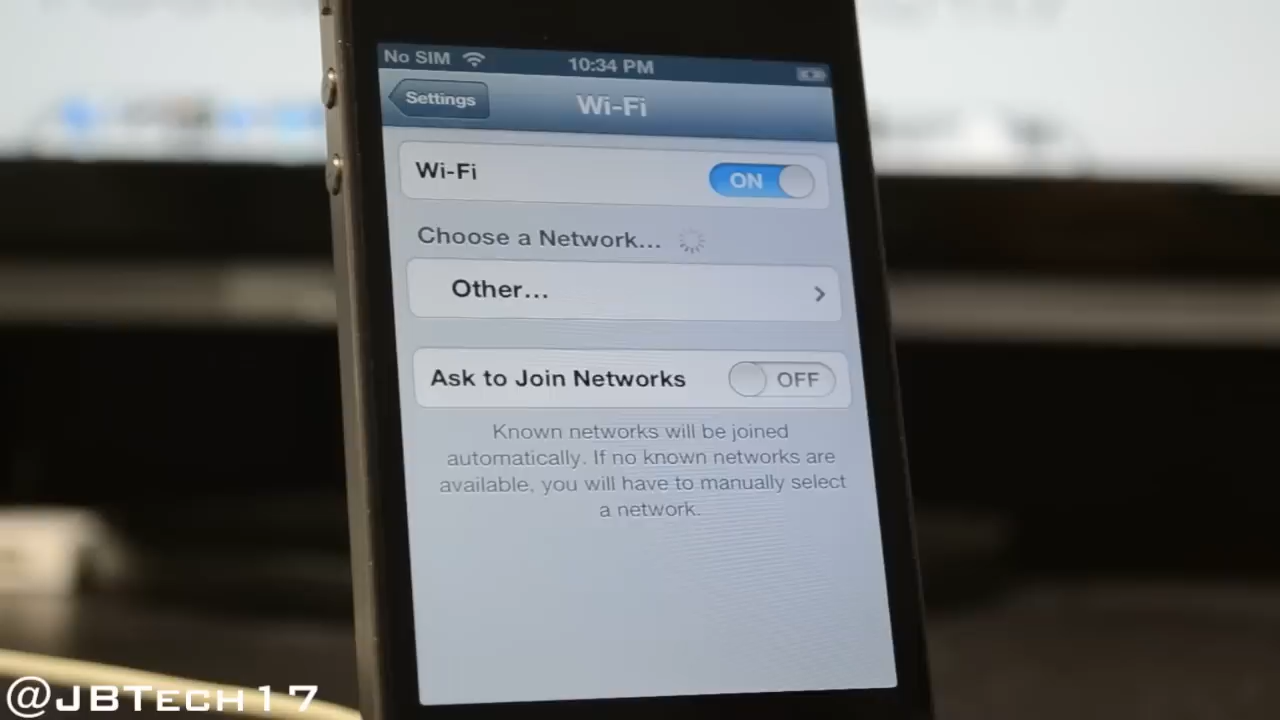 No SIM 10:34 PM
Settings Wi-Fi
Wi-Fi ON
Choose a Network...
Other...
Ask to Join Networks OFF
Known networks will be joined
automatically. If no known networks are
available, you will have to manually select
a network.
@JBTech17